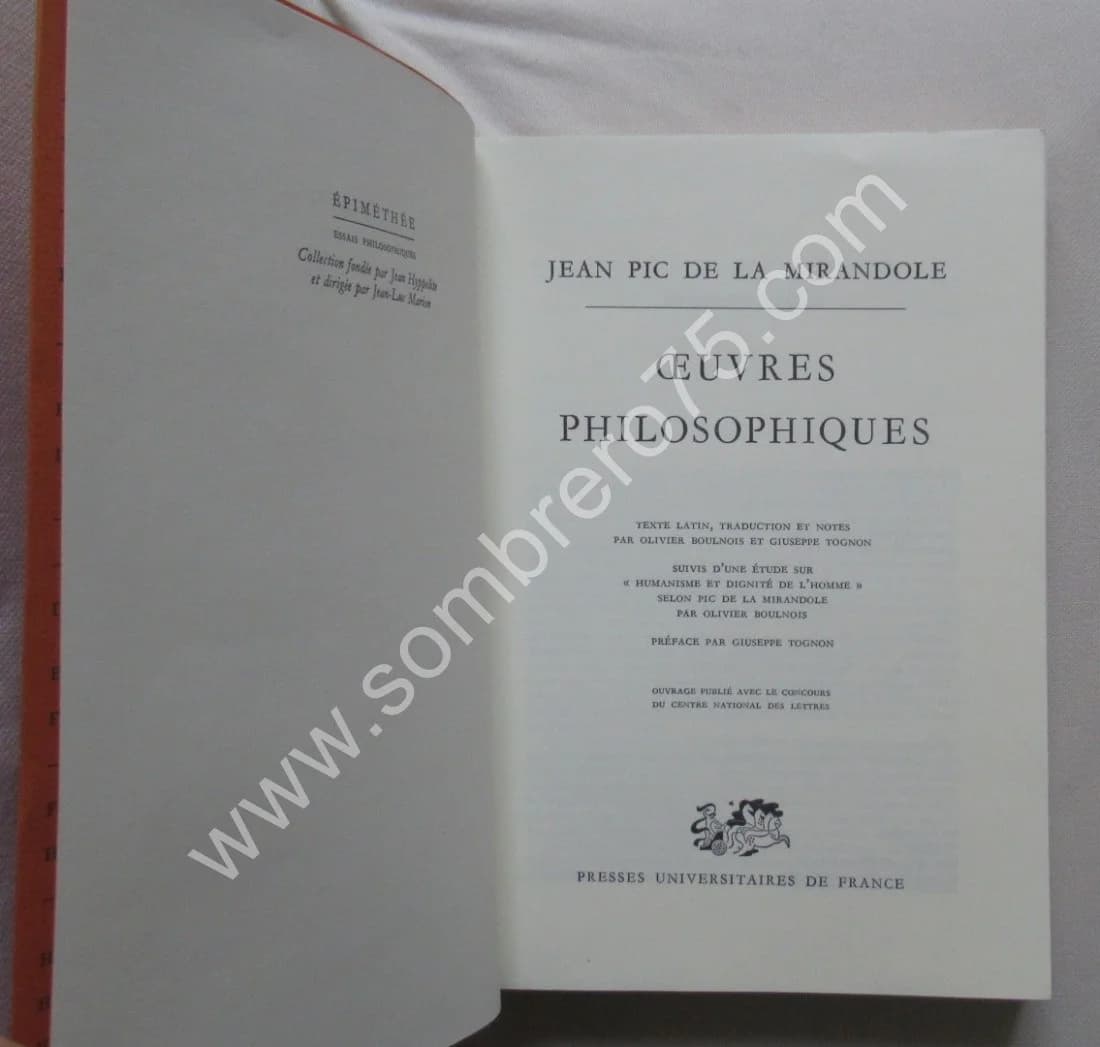 ÉPIMÉTHÉE
ESSAIS PHILOSOPHIQUES
Collection fondée par Jean Hyppolite
et dirigée par Jean-Luc Marion
JEAN PIC DE LA MIRANDOLE
ŒUVRES
PHILOSOPHIQUES
TEXTE LATIN, TRADUCTION ET NOTES
PAR OLIVIER BOULNOIS ET GIUSEPPE TOGNON
SUIVIS D'UNE ÉTUDE SUR
« HUMANISME ET DIGNITÉ DE L'HOMME »
SELON PIC DE LA MIRANDOLE
PAR OLIVIER BOULNOIS
PRÉFACE PAR GIUSEPPE TOGNON
OUVRAGE PUBLIÉ AVEC LE CONCOURS
DU CENTRE NATIONAL DES LETTRES
PRESSES UNIVERSITAIRES DE FRANCE
www.sombrero75.com